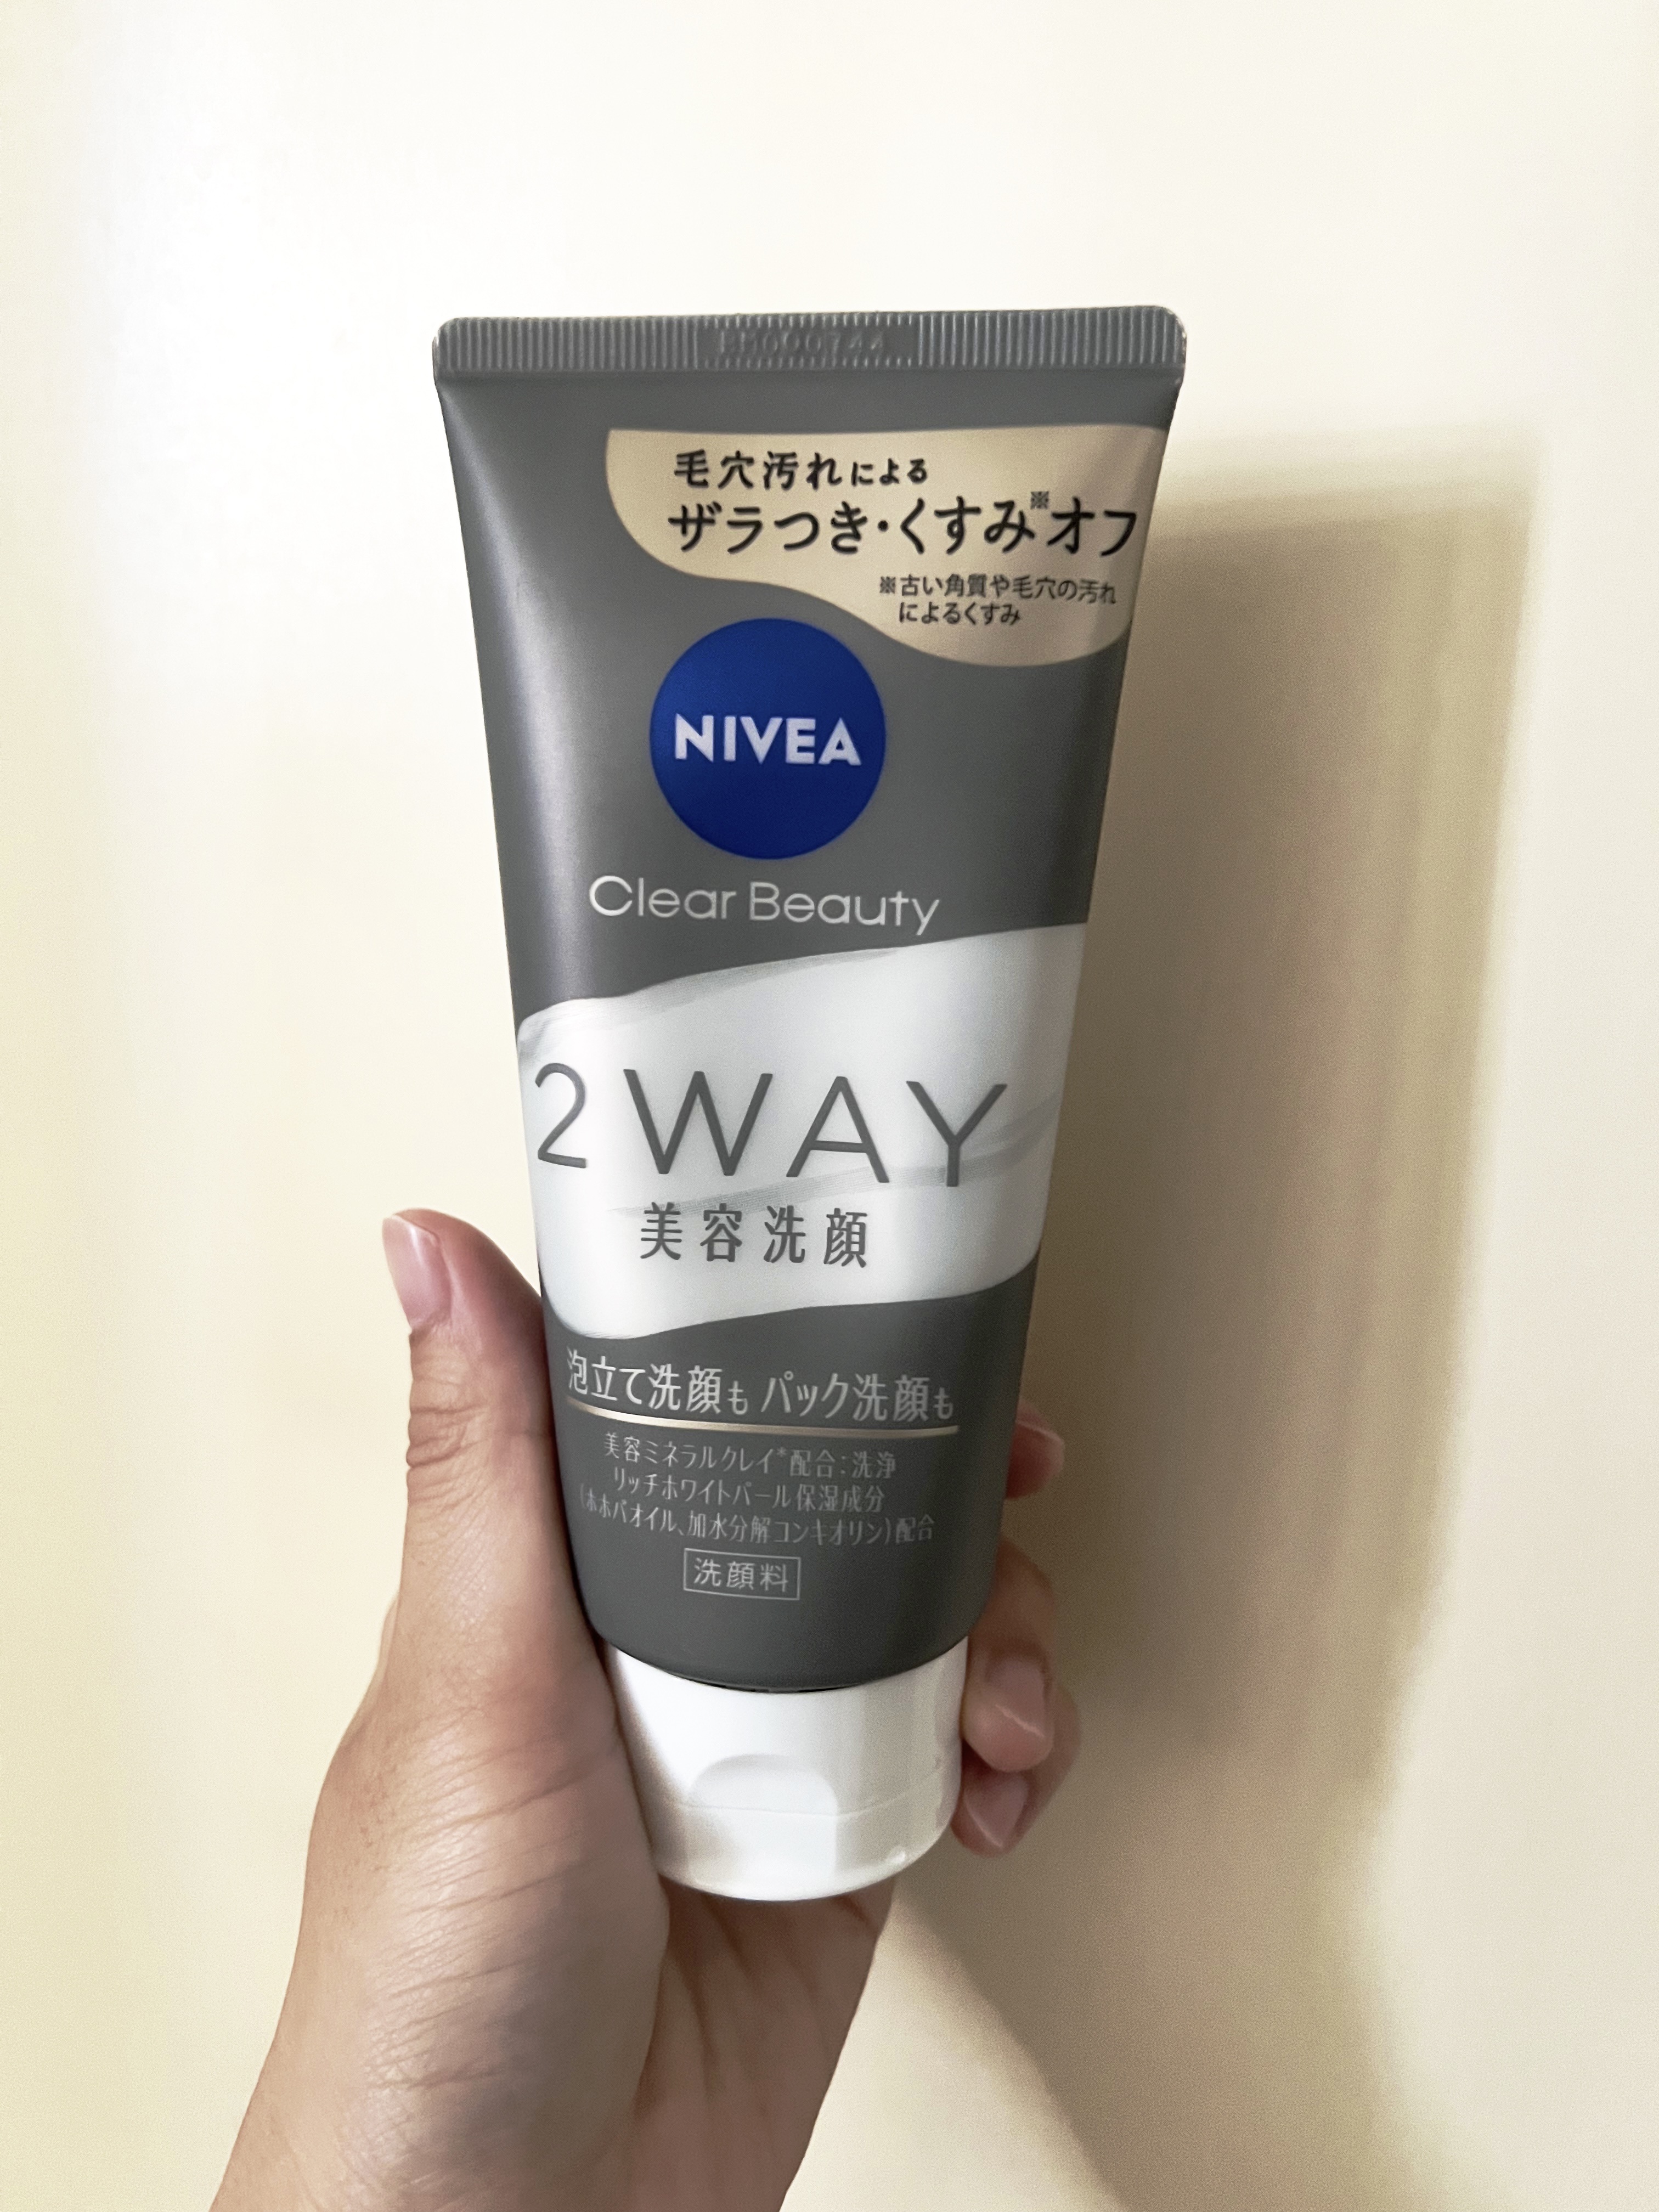 毛穴汚れによる
ザラつき・くすみ※オフ
※古い角質や毛穴の汚れ
によるくすみ
NIVEA
Clear Beauty
2 WAY
美容洗顔
泡立て洗顔も パック洗顔も
美容ミネラルクレイ*配合:洗浄
リッチホワイトパール保湿成分
(ホホバオイル、加水分解コンキオリン)配合
洗顔料